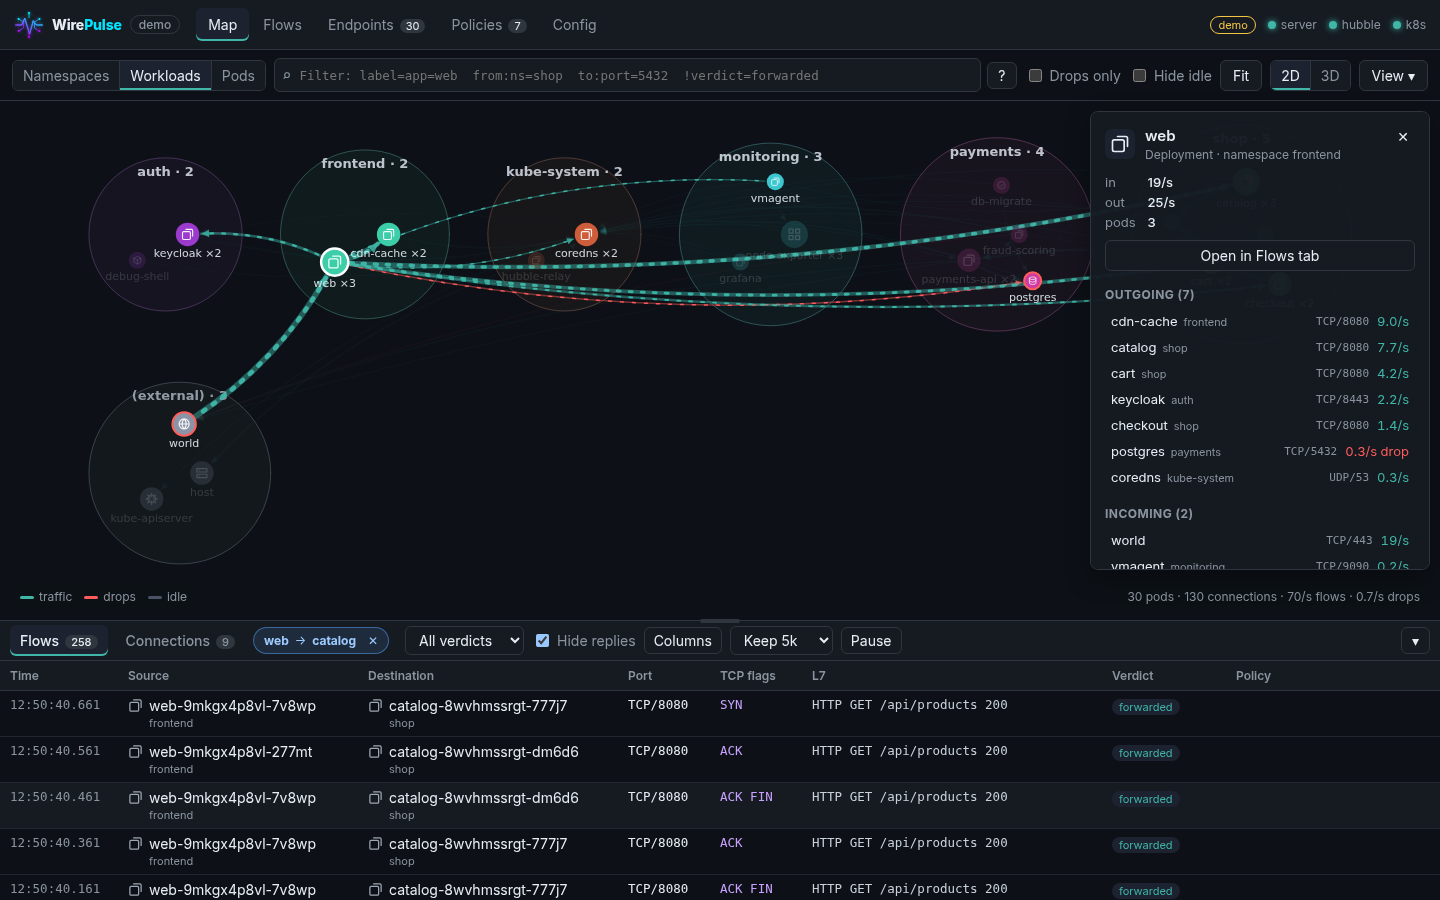 WirePulse demo Map Flows Endpoints 30 Policies 7 Config demo server hubble k8s
Namespaces Workloads Pods Filter: label=app=web from:ns=shop to:port=5432 !verdict=forwarded ? Drops only Hide idle Fit 2D 3D View ▾
auth · 2
keycloak ×2
debug-shell
frontend · 2
cdn-cache ×2
web ×3
kube-system · 2
coredns ×2
hubble-relay
monitoring · 3
vmagent
grafana
payments · 4
db-migrate
fraud-scoring
payments-api ×2
postgres
(external) · 3
world
host
kube-apiserver
web ✕
Deployment · namespace frontend
in 19/s
out 25/s
pods 3
Open in Flows tab
OUTGOING (7)
cdn-cache frontend TCP/8080 9.0/s
catalog shop TCP/8080 7.7/s
cart shop TCP/8080 4.2/s
keycloak auth TCP/8443 2.2/s
checkout shop TCP/8080 1.4/s
postgres payments TCP/5432 0.3/s drop
coredns kube-system UDP/53 0.3/s
INCOMING (2)
world TCP/443 19/s
vmagent monitoring TCP/9090 0.2/s
traffic drops idle
30 pods · 130 connections · 70/s flows · 0.7/s drops
Flows 258 Connections 9 web → catalog ✕ All verdicts Hide replies Columns Keep 5k Pause ▾
Time Source Destination Port TCP flags L7 Verdict Policy
12:50:40.661 web-9mkgx4p8vl-7v8wp catalog-8wvhmssrgt-777j7 TCP/8080 SYN HTTP GET /api/products 200 forwarded
frontend shop
12:50:40.561 web-9mkgx4p8vl-277mt catalog-8wvhmssrgt-dm6d6 TCP/8080 ACK HTTP GET /api/products 200 forwarded
frontend shop
12:50:40.461 web-9mkgx4p8vl-7v8wp catalog-8wvhmssrgt-dm6d6 TCP/8080 ACK FIN HTTP GET /api/products 200 forwarded
frontend shop
12:50:40.361 web-9mkgx4p8vl-7v8wp catalog-8wvhmssrgt-777j7 TCP/8080 ACK HTTP GET /api/products 200 forwarded
frontend shop
12:50:40.161 web-9mkgx4p8vl-7v8wp catalog-8wvhmssrgt-777j7 TCP/8080 ACK FIN HTTP GET /api/products 200 forwarded